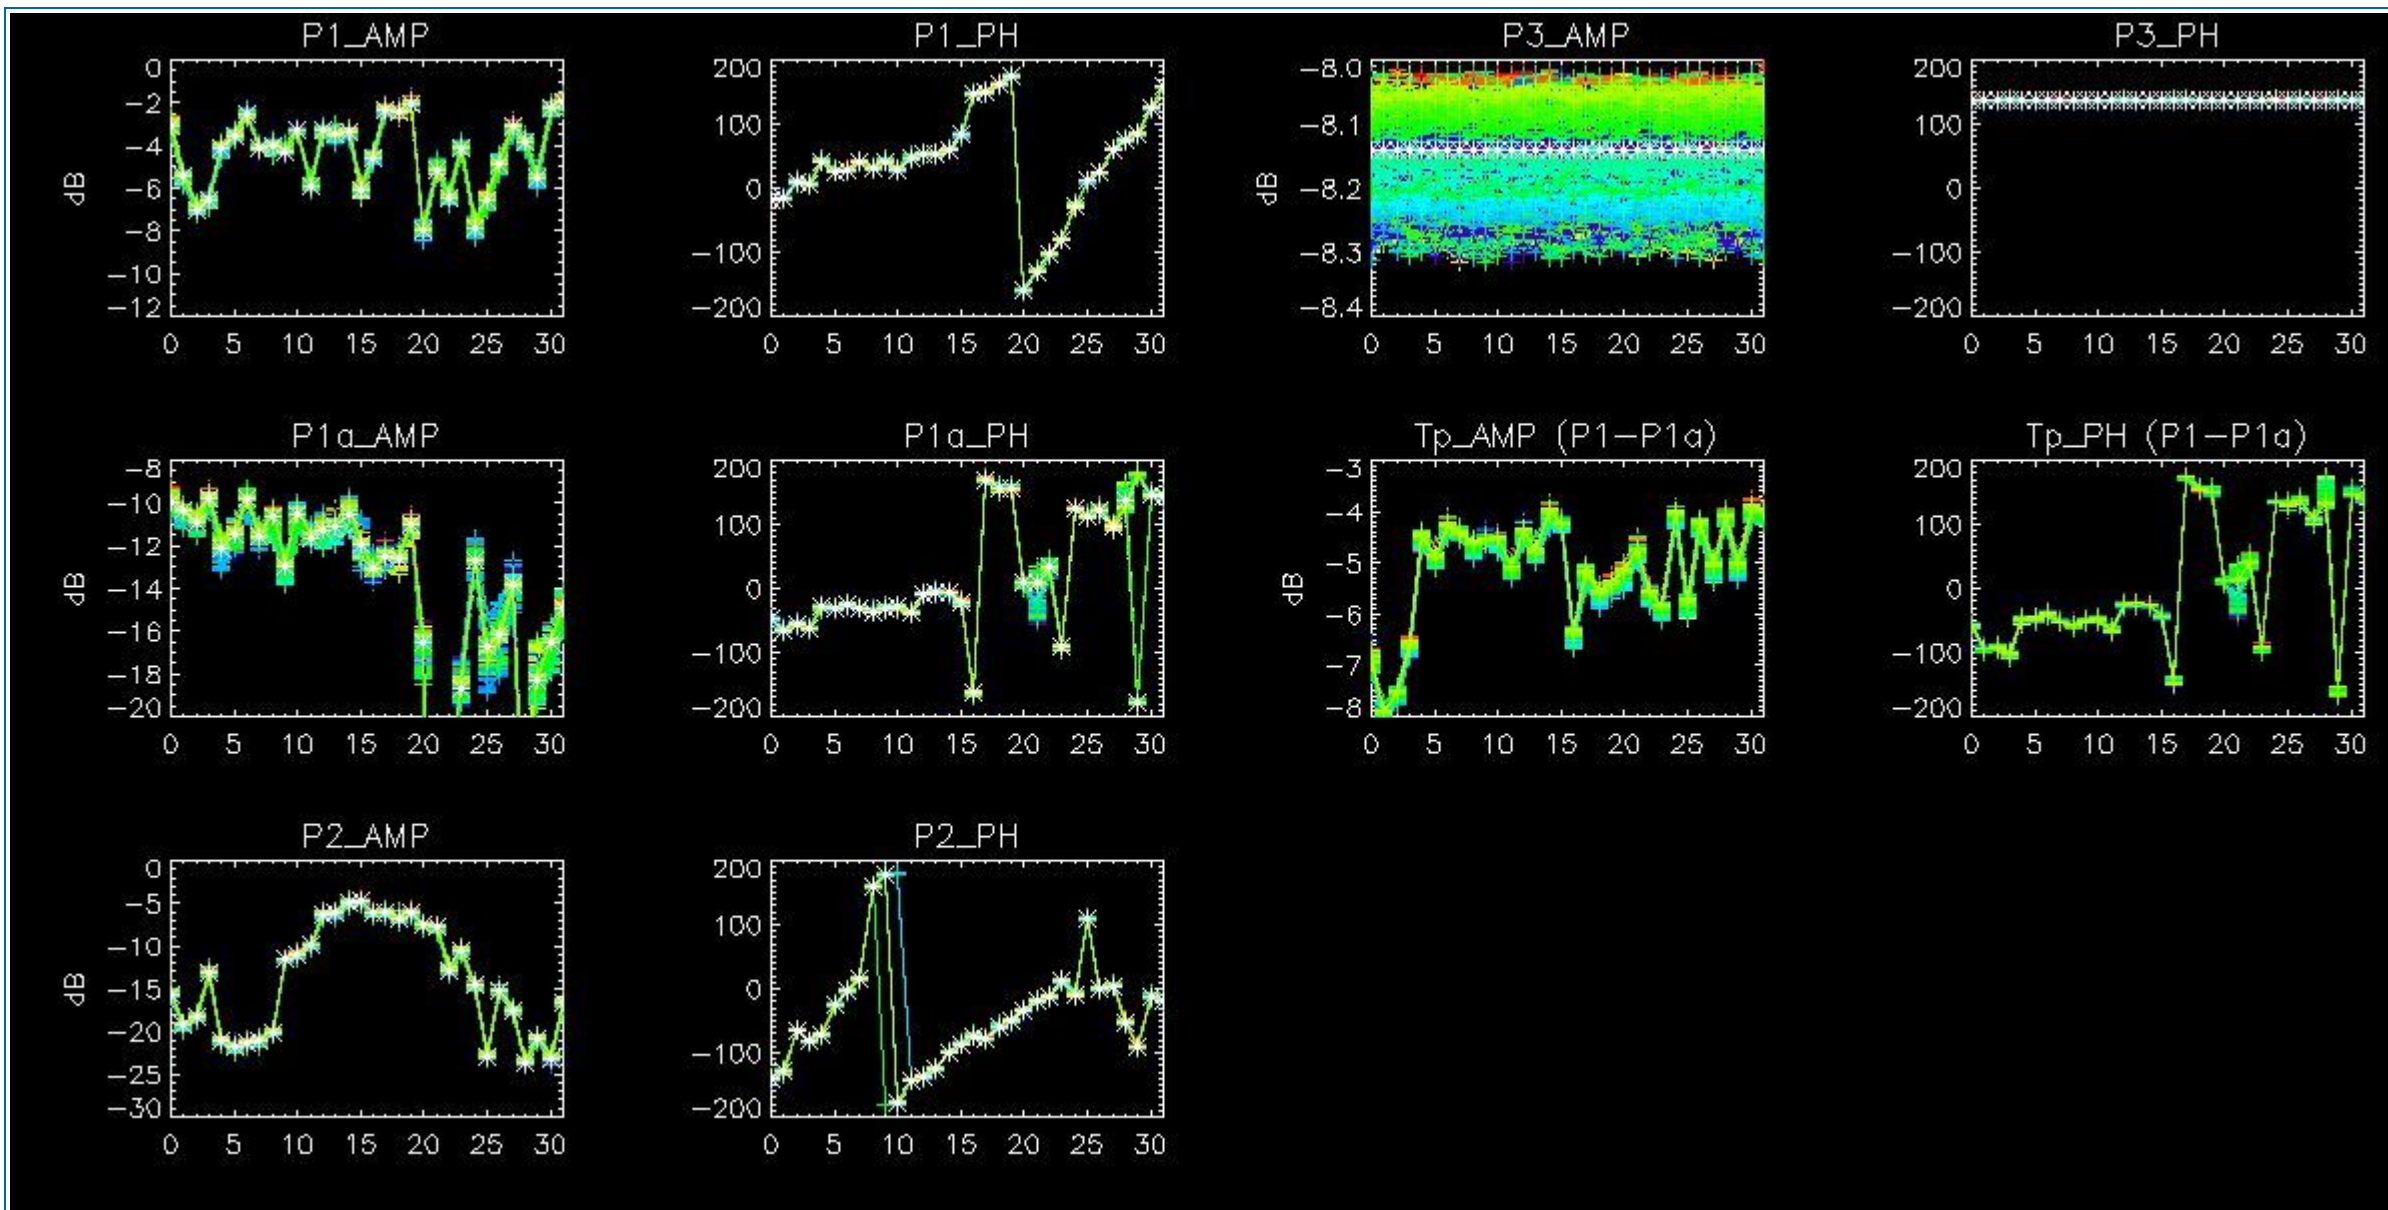 P1_AMP P1_PH P3_AMP P3_PH
0 200 -8.0 200
-2
-4 100 -8.1 100
dB -6 0 dB -8.2 0
-8
-10 -100 -8.3 -100
-12 -200 -8.4 -200
0 5 10 15 20 25 30 0 5 10 15 20 25 30 0 5 10 15 20 25 30 0 5 10 15 20 25 30
P1a_AMP P1a_PH Tp_AMP (P1-P1a) Tp_PH (P1-P1a)
-8 200 -3 200
-10
-12 100 -4 100
dB -14 0 dB -5 0
-16 -6
-18 -100 -7 -100
-20 -200 -8 -200
0 5 10 15 20 25 30 0 5 10 15 20 25 30 0 5 10 15 20 25 30 0 5 10 15 20 25 30
P2_AMP P2_PH
0 200
-5 100
-10
dB -15 0
-20 -100
-25
-30 -200
0 5 10 15 20 25 30 0 5 10 15 20 25 30